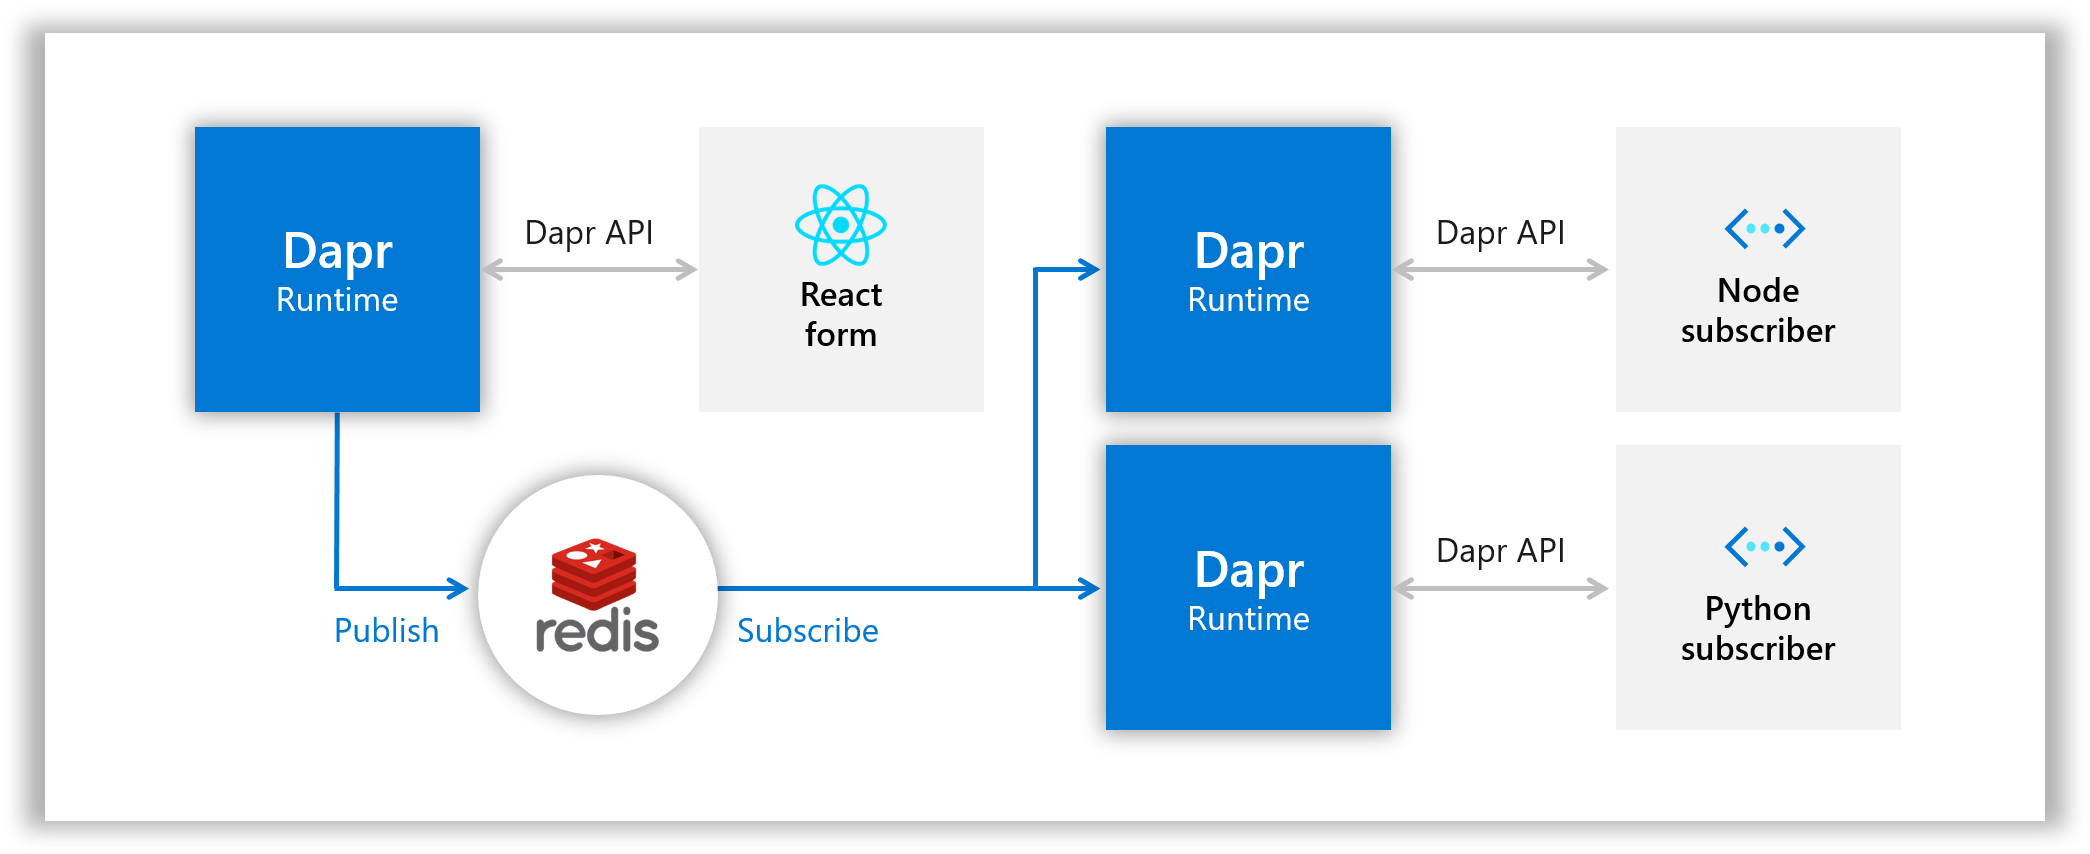 Dapr
Runtime
Dapr API
React
form
Dapr
Runtime
Dapr API
Node
subscriber
Publish
redis
Subscribe
Dapr
Runtime
Dapr API
Python
subscriber